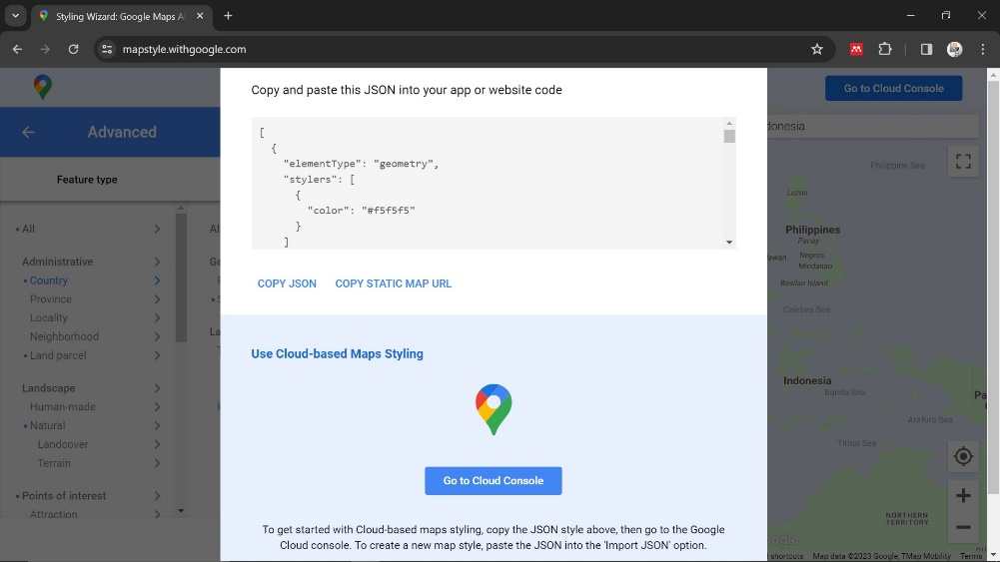 Styling Wizard: Google Maps AI
mapstyle.withgoogle.com
Go to Cloud Console
Advanced
Feature type
All
Administrative
Country
Province
Locality
Neighborhood
Land parcel
Landscape
Human-made
Natural
Landcover
Terrain
Points of interest
Attraction
Copy and paste this JSON into your app or website code
[
{
"elementType": "geometry",
"stylers": [
{
"color": "#f5f5f5"
}
]
COPY JSON
COPY STATIC MAP URL
Use Cloud-based Maps Styling
Go to Cloud Console
To get started with Cloud-based maps styling, copy the JSON style above, then go to the Google
Cloud console. To create a new map style, paste the JSON into the 'Import JSON' option.
donesia
Philippine Sea
Luzon
Philippines
Panay
Negros
awan
Mindanao
Basilan Island
Celebes Sea
Indonesia
Banda Sea
Pa
Arafura Sea
Timor Sea
NORTHERN
TERRITORY
shortcuts
Map data ©2023 Google, TMap Mobility
Terms